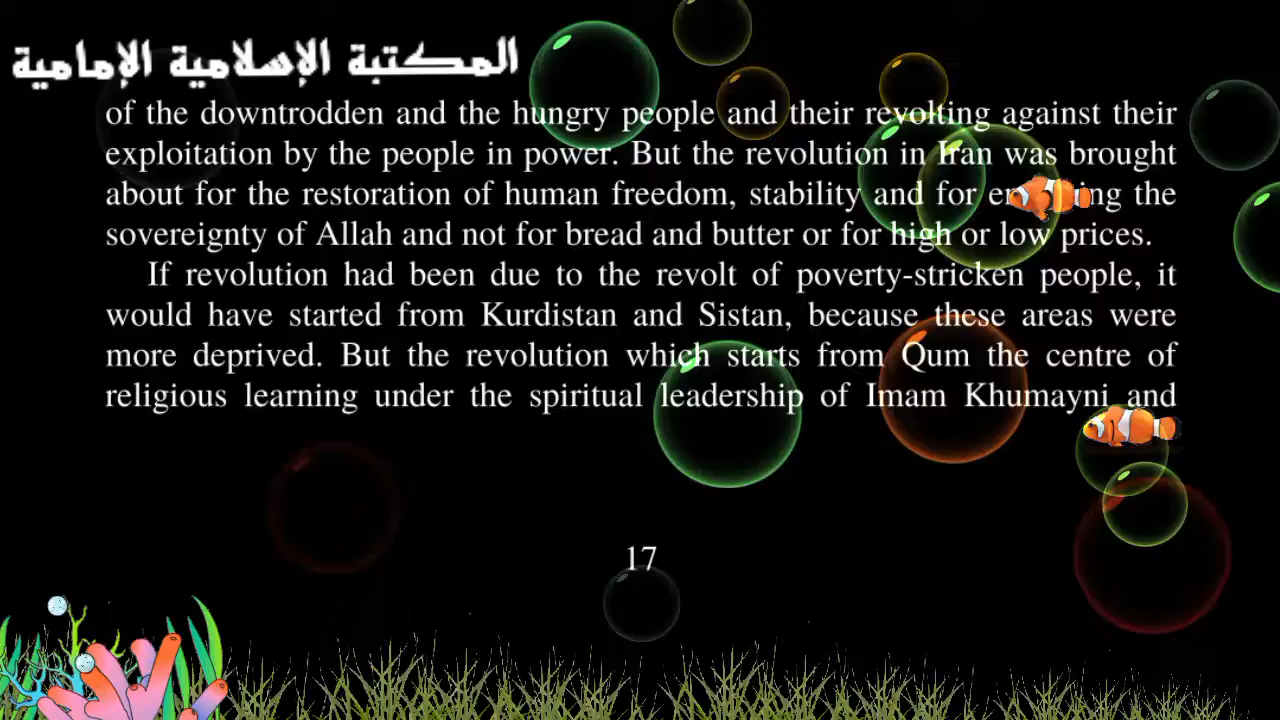 المكتبة الإسلامية الإمامية
of the downtrodden and the hungry people and their revolting against their
exploitation by the people in power. But the revolution in Iran was brought
about for the restoration of human freedom, stability and for the
sovereignty of Allah and not for bread and butter or for high or low prices.
If revolution had been due to the revolt of poverty-stricken people, it
would have started from Kurdistan and Sistan, because these areas were
more deprived. But the revolution which starts from Qum the centre of
religious learning under the spiritual leadership of Imam Khumayni and
17